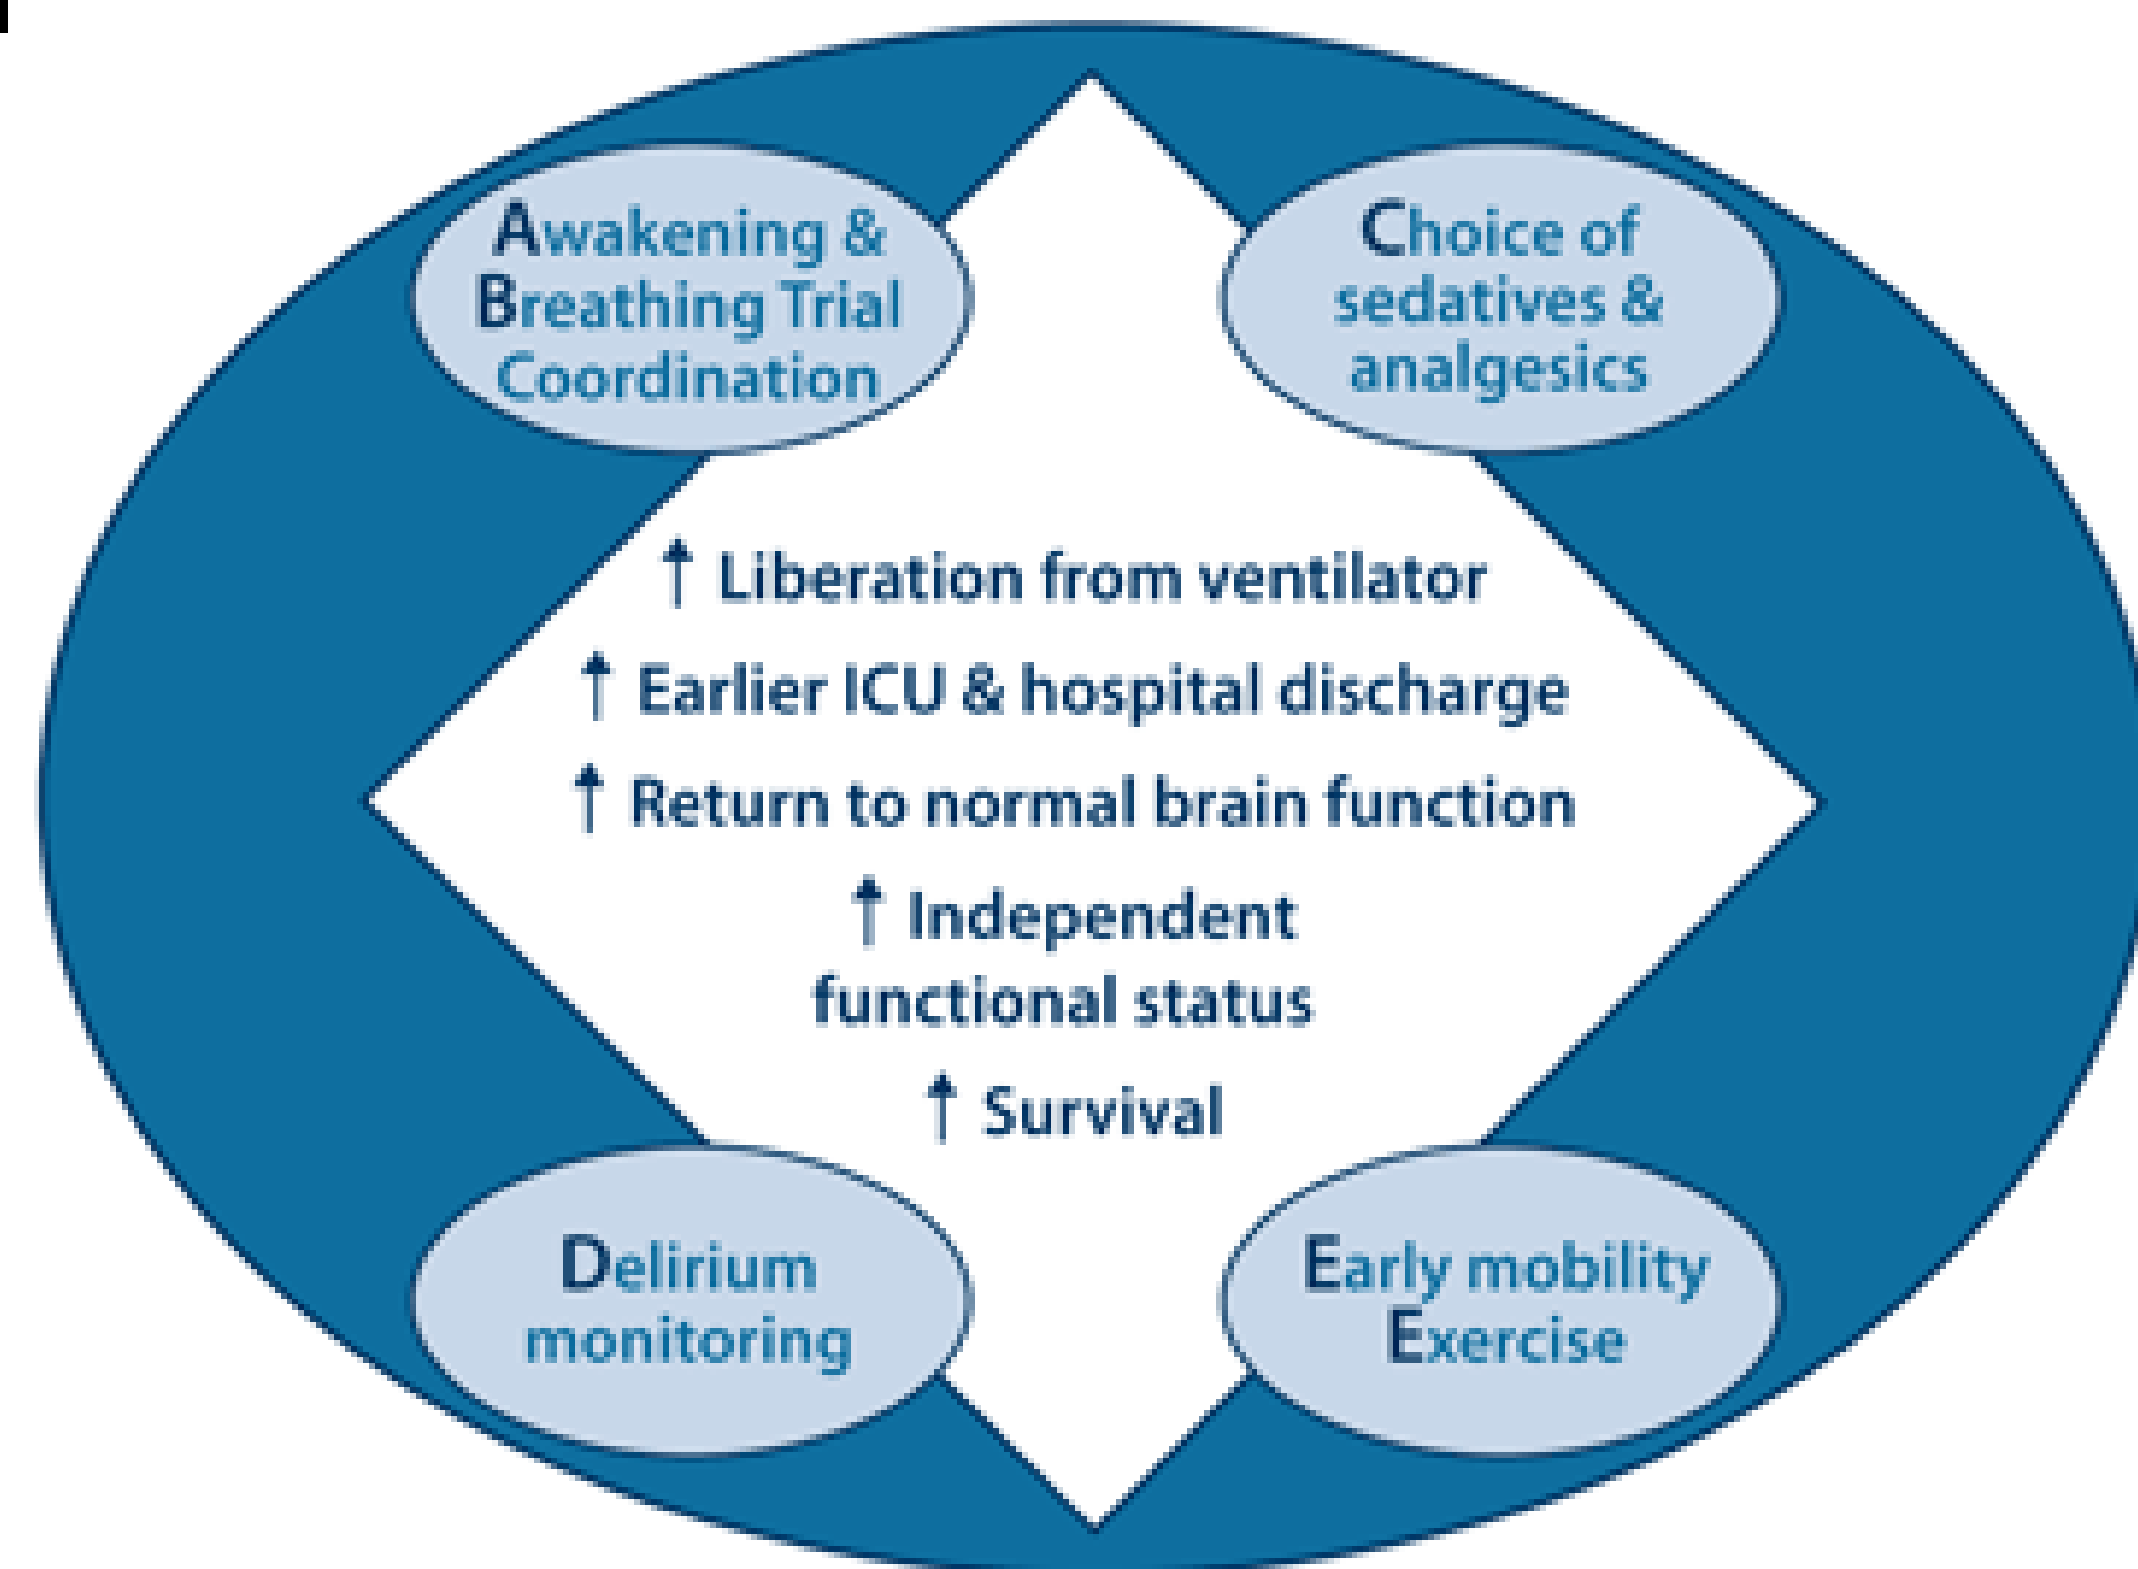 Awakening &
Breathing Trial
Coordination
Choice of
sedatives &
analgesics
↑ Liberation from ventilator
↑ Earlier ICU & hospital discharge
↑ Return to normal brain function
↑ Independent
functional status
↑ Survival
Delirium
monitoring
Early mobility
Exercise